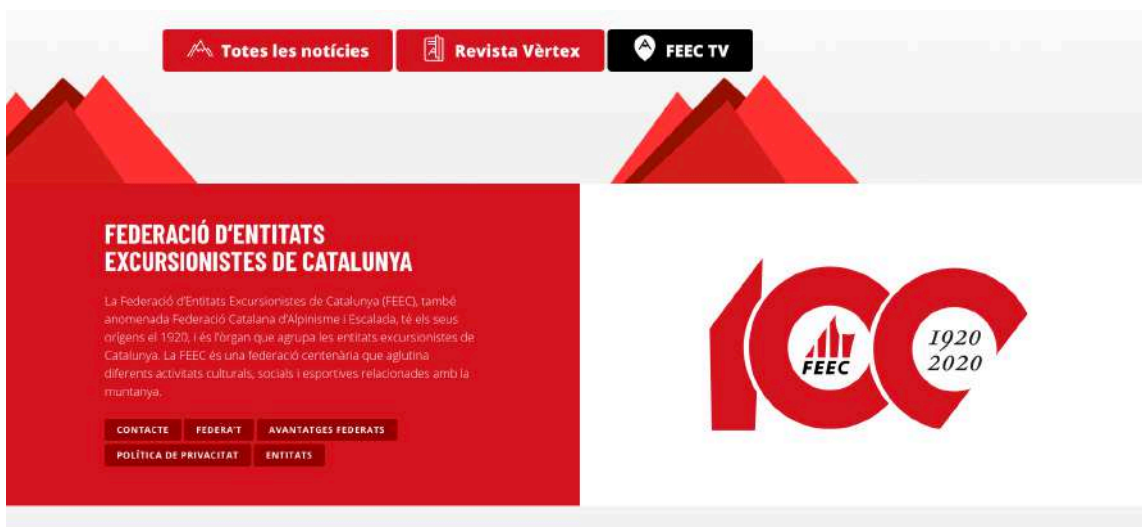 Totes les notícies
Revista Vèrtex
FEEC TV
FEDERACIÓ D'ENTITATS
EXCURSIONISTES DE CATALUNYA
La Federació d'Entitats Excursionistes de Catalunya (FEEC), també
anomenada Federació Catalana d'Alpinisme i Escalada, té els seus
orígens el 1920, i és l'òrgan que agrupa les entitats excursionistes de
Catalunya. La FEEC és una federació centenària que aglutina
diferents activitats culturals, socials i esportives relacionades amb la
muntanya.
CONTACTE
FEDERA'T
AVANTATGES FEDERATS
POLÍTICA DE PRIVACITAT
ENTITATS
100
FEEC
1920
2020